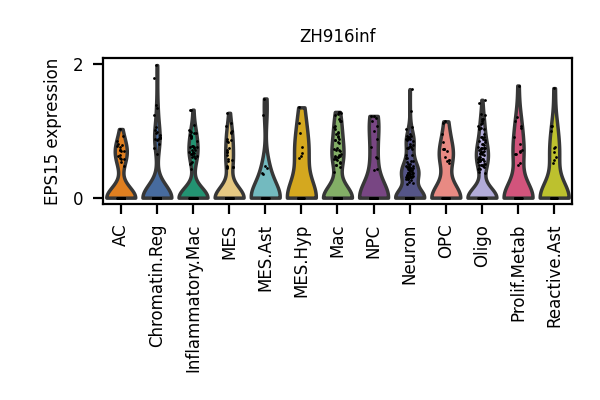 ZH916inf
EPS15 expression
2
0
AC
Chromatin.Reg
Inflammatory.Mac
MES
MES.Ast
MES.Hyp
Mac
NPC
Neuron
OPC
Oligo
Prolif.Metab
Reactive.Ast